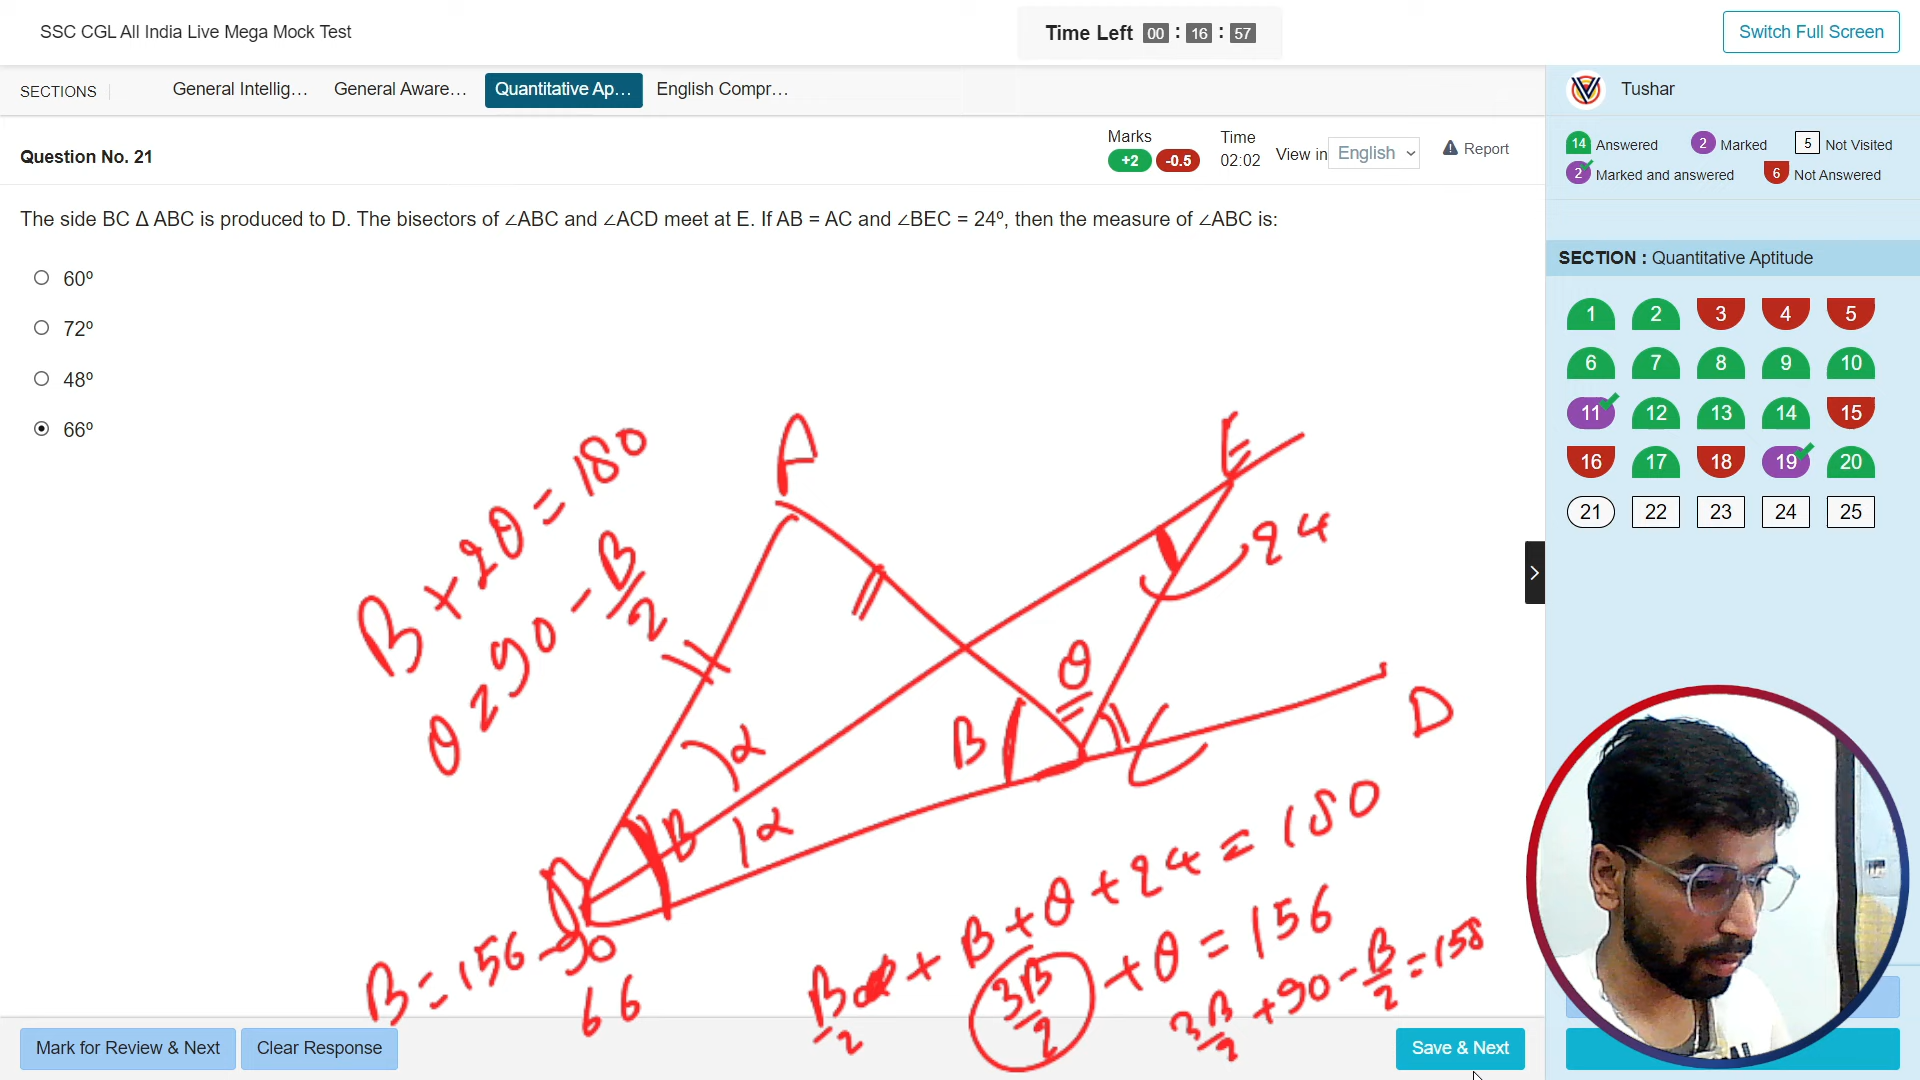 SSC CGL All India Live Mega Mock Test
Time Left 00 : 16 : 57
Switch Full Screen
SECTIONS
General Intellig...
General Aware...
Quantitative Ap...
English Compr...
Tushar
Question No. 21
Marks
+2 -0.5
Time
02:02
View in English
Report
14 Answered
2 Marked
5 Not Visited
2 Marked and answered
6 Not Answered
The side BC Δ ABC is produced to D. The bisectors of ∠ABC and ∠ACD meet at E. If AB = AC and ∠BEC = 24º, then the measure of ∠ABC is:
60º
72º
48º
66º
SECTION : Quantitative Aptitude
1 2 3 4 5
6 7 8 9 10
11 12 13 14 15
16 17 18 19 20
21 22 23 24 25
B + 2θ = 180
θ = 90 - B/2
A
E
24
θ
B
C
D
α
α
B
B = 156 - 90
66
B/2 + B + θ + 24 = 180
3B/2 + θ = 156
3B/2 + 90 - B/2 = 156
Mark for Review & Next
Clear Response
Save & Next